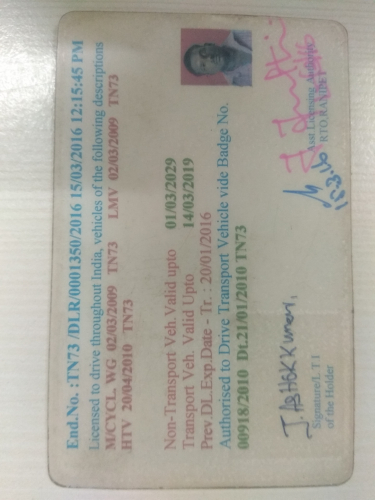 End.No. :TN73 /DLR/0001350/2016 15/03/2016 12:15:45 PM
Licensed to drive throughout India, vehicles of the following descriptions
M/CYCL. WG 02/03/2009 TN73 LMV 02/03/2009 TN73
HTV 20/04/2010 TN73
Non-Transport Veh.Valid upto 01/03/2029
Transport Veh. Valid Upto 14/03/2019
Prev.DL.Exp.Date - Tr. : 20/01/2016
Authorised to Drive Transport Vehicle vide Badge No.
00918/2010 Dt.21/01/2010 TN73
J. Ashok Kumar,
Signature/L T I
of the Holder
Asst Licensing Authority
RTO.RANIPET